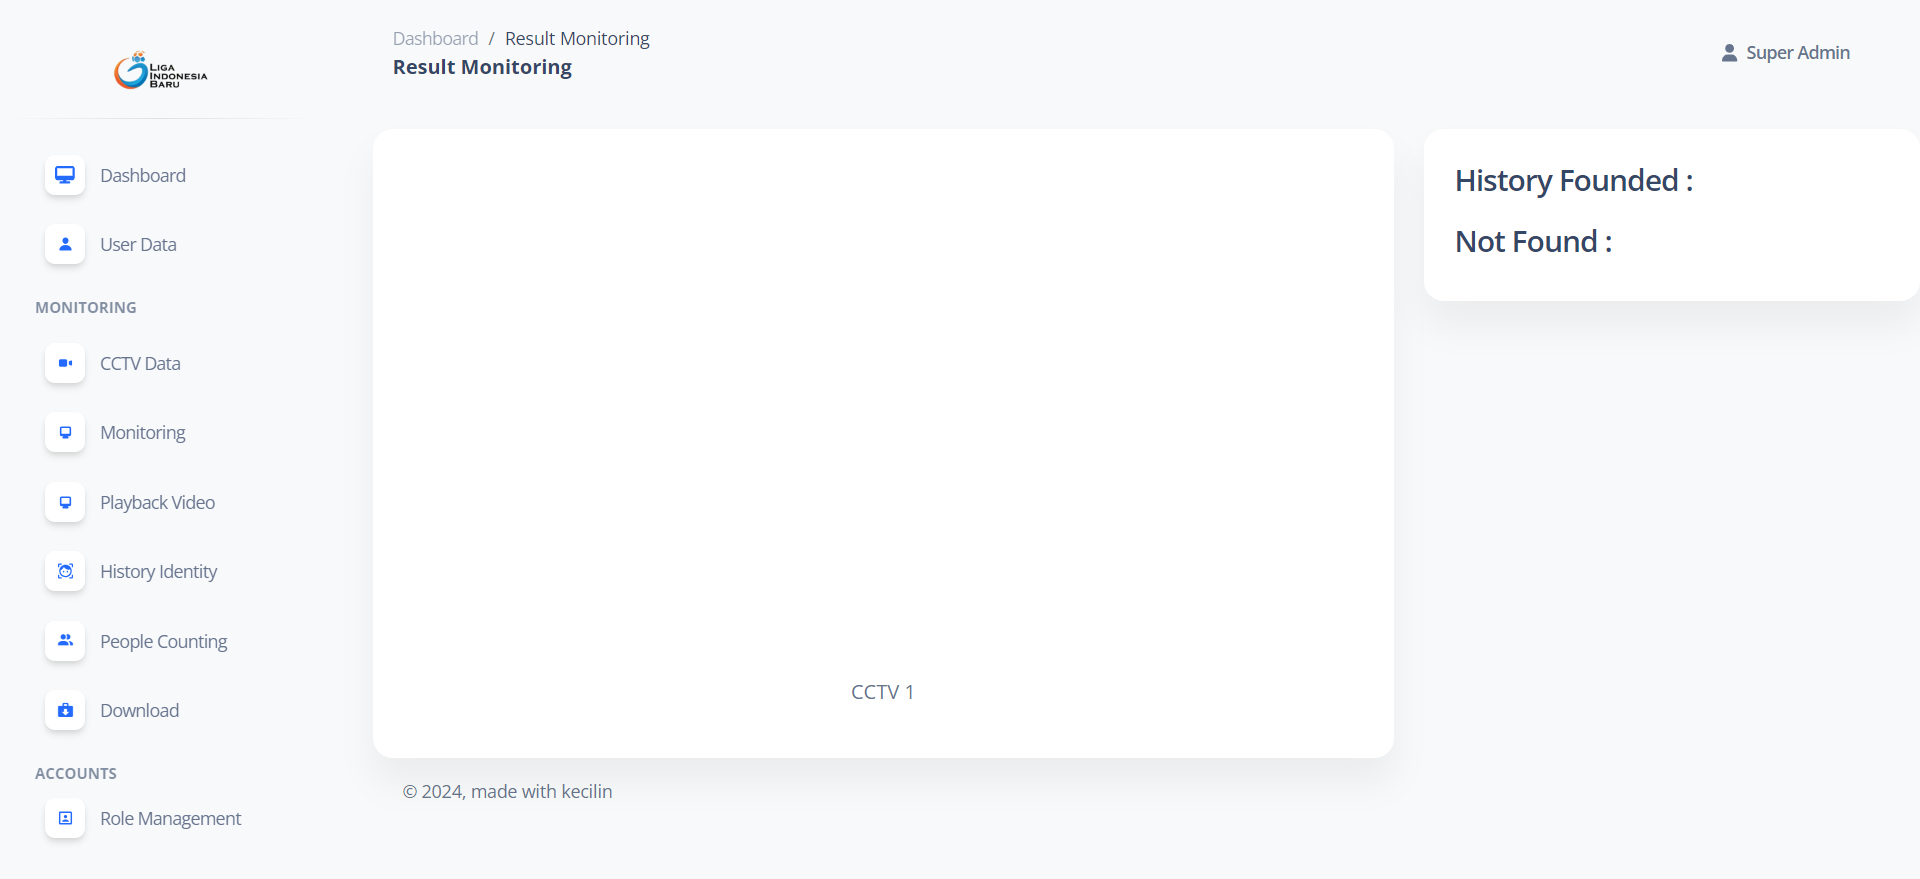 LIGA
INDONESIA
BARU
Dashboard / Result Monitoring
Result Monitoring
Super Admin
Dashboard
User Data
MONITORING
CCTV Data
Monitoring
Playback Video
History Identity
People Counting
Download
ACCOUNTS
Role Management
CCTV 1
History Founded :
Not Found :
© 2024, made with kecilin